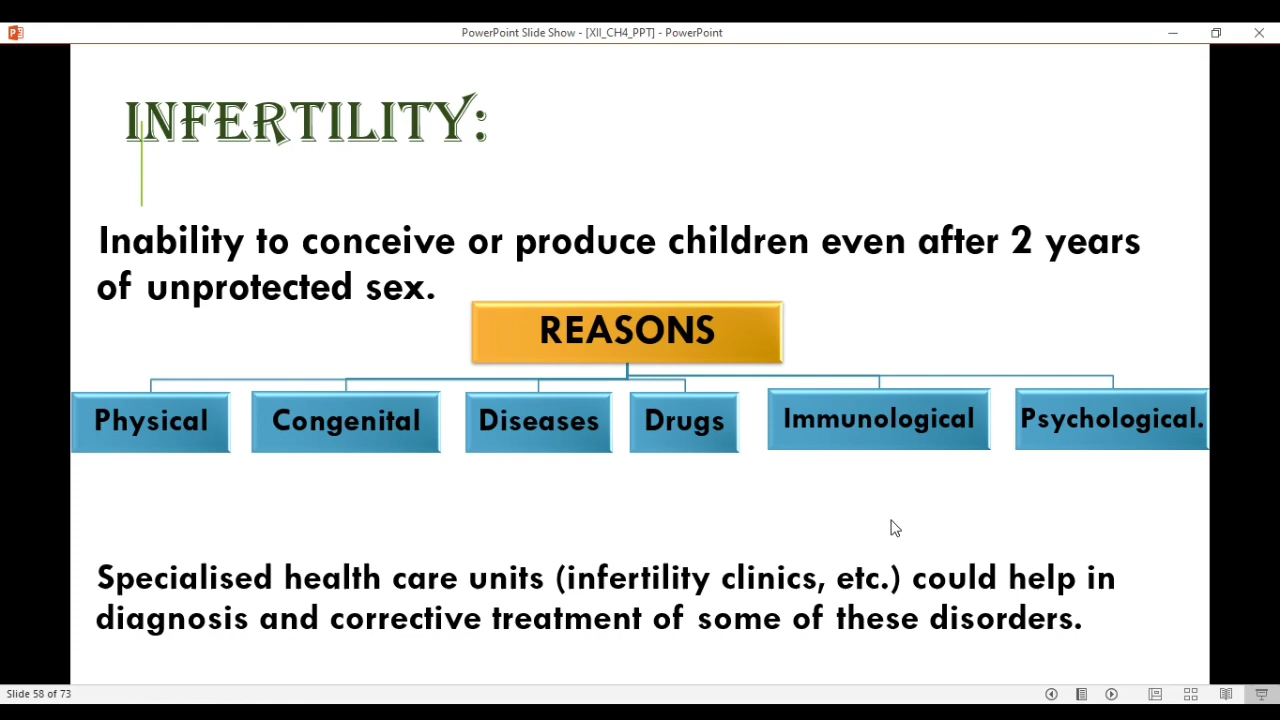 PowerPoint Slide Show - [XII_CH4_PPT] - PowerPoint
INFERTILITY:
Inability to conceive or produce children even after 2 years
of unprotected sex.
REASONS
Physical Congenital Diseases Drugs Immunological Psychological.
Specialised health care units (infertility clinics, etc.) could help in
diagnosis and corrective treatment of some of these disorders.
Slide 58 of 73